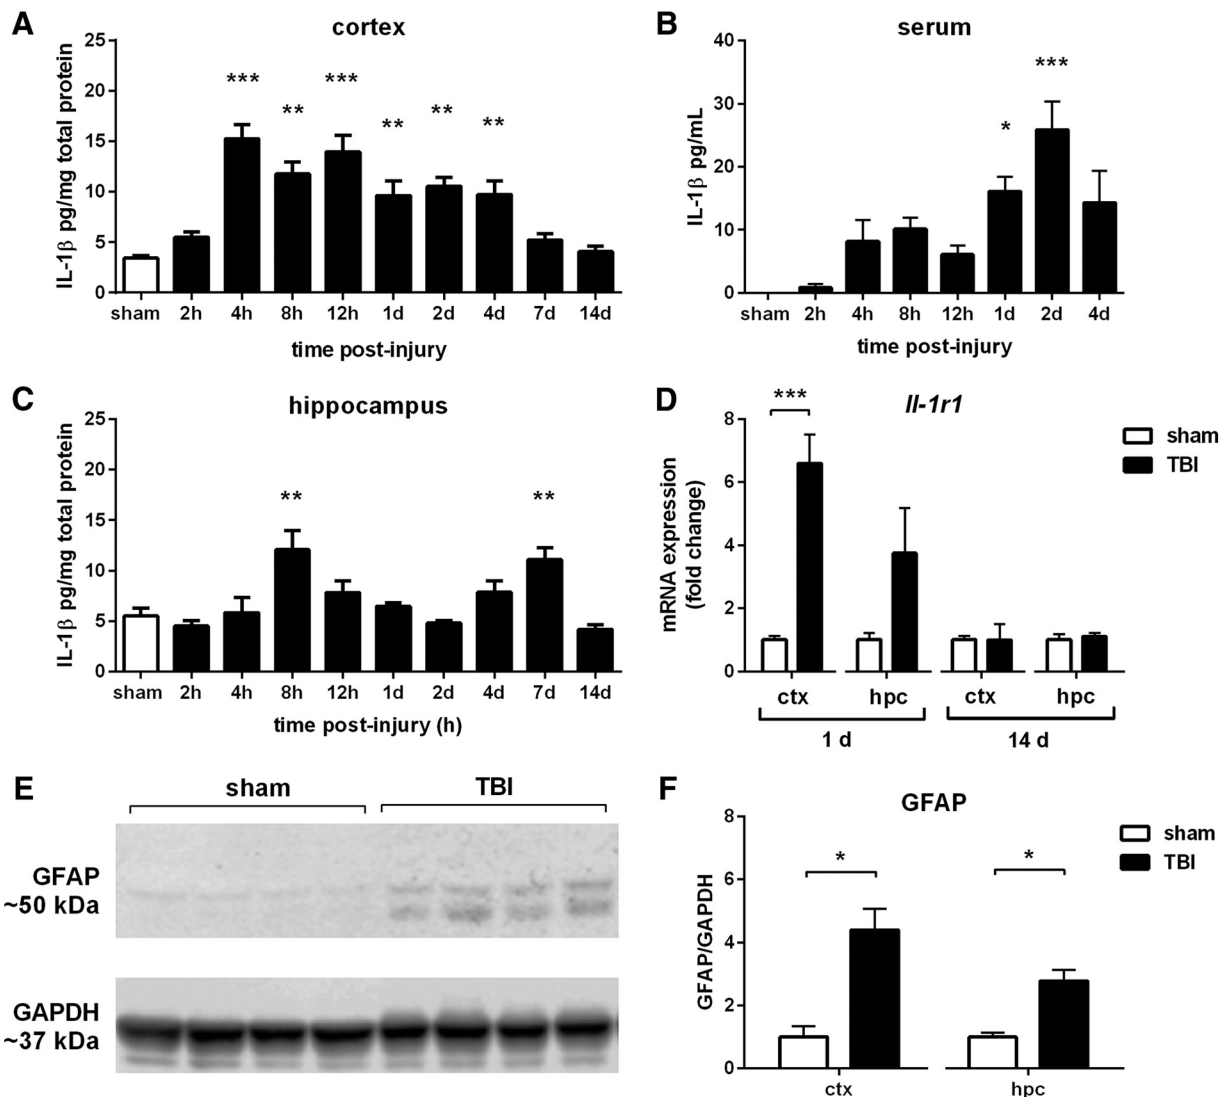 A
cortex
IL-1β pg/mg total protein
25
20
15
10
5
0
***
**
***
**
**
**
sham 2h 4h 8h 12h 1d 2d 4d 7d 14d
time post-injury
B
serum
IL-1β pg/mL
40
30
20
10
0
*
***
sham 2h 4h 8h 12h 1d 2d 4d
time post-injury
C
hippocampus
IL-1β pg/mg total protein
25
20
15
10
5
0
**
**
sham 2h 4h 8h 12h 1d 2d 4d 7d 14d
time post-injury (h)
D
Il-1r1
mRNA expression
(fold change)
8
6
4
2
0
***
sham
TBI
ctx hpc ctx hpc
1 d 14 d
E
sham TBI
GFAP
~50 kDa
GAPDH
~37 kDa
F
GFAP
GFAP/GAPDH
8
6
4
2
0
* *
sham
TBI
ctx hpc